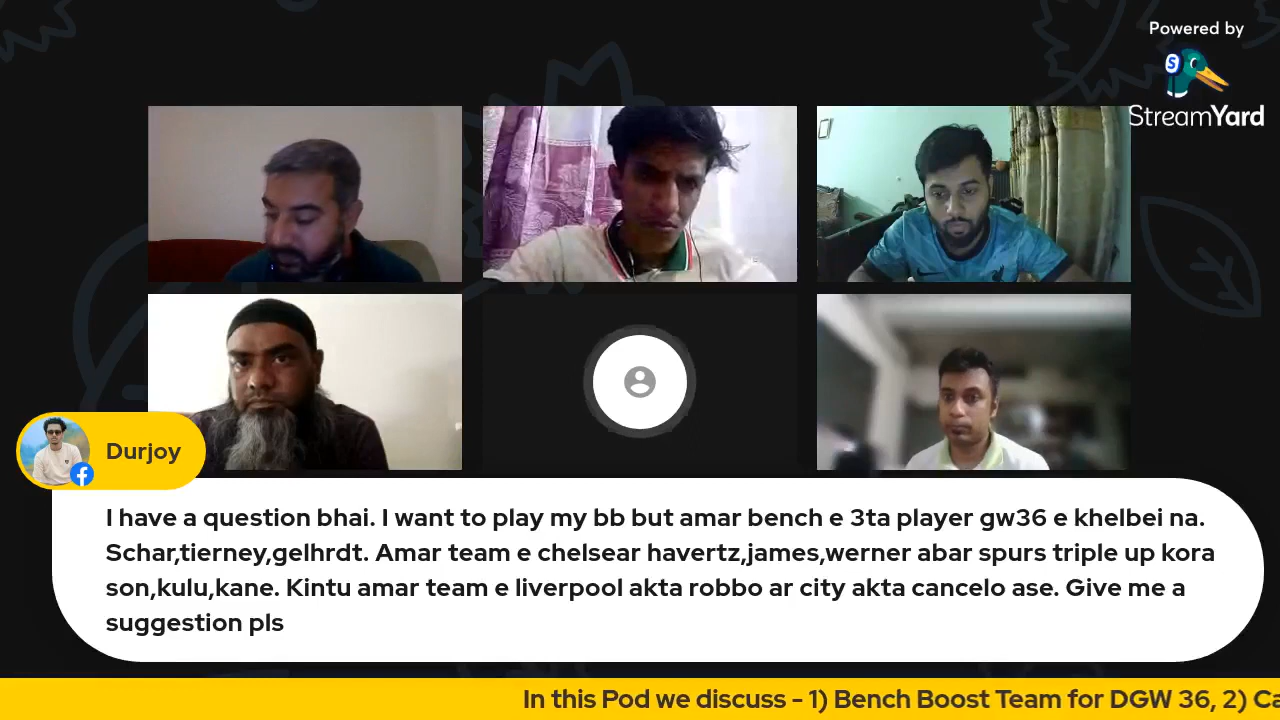 Powered by
StreamYard
Durjoy
I have a question bhai. I want to play my bb but amar bench e 3ta player gw36 e khelbei na.
Schar,tierney,gelhrdt. Amar team e chelsear havertz,james,werner abar spurs triple up kora
son,kulu,kane. Kintu amar team e liverpool akta robbo ar city akta cancelo ase. Give me a
suggestion pls
In this Pod we discuss - 1) Bench Boost Team for DGW 36, 2) Ca